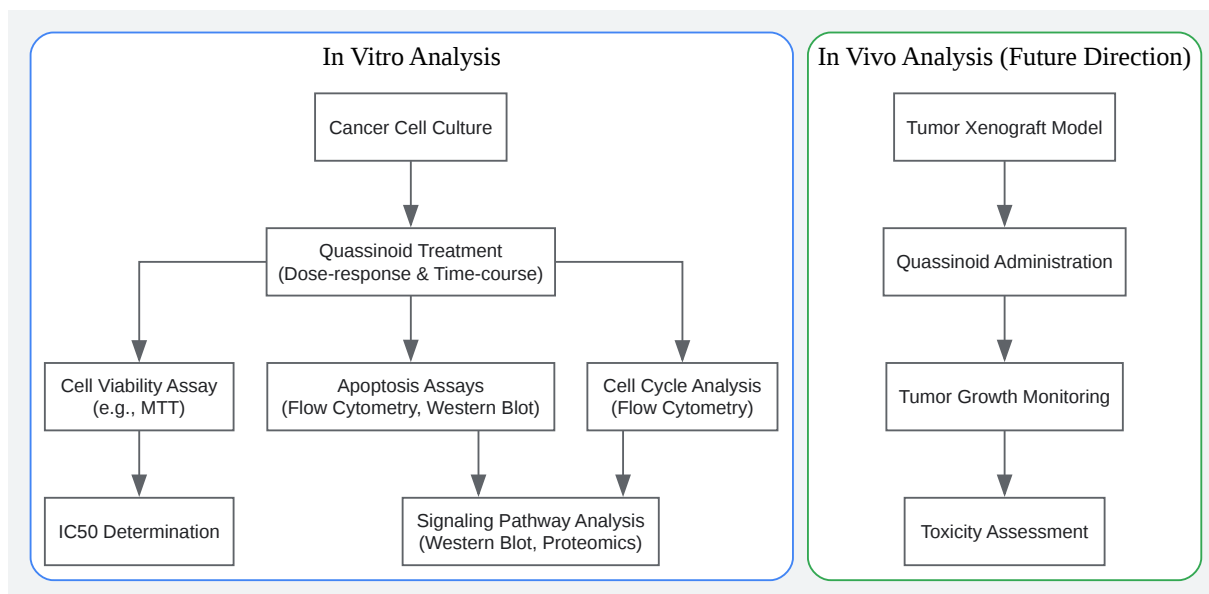 In Vitro Analysis
Cancer Cell Culture
Quassinoid Treatment
(Dose-response & Time-course)
Cell Viability Assay
(e.g., MTT)
Apoptosis Assays
(Flow Cytometry, Western Blot)
Cell Cycle Analysis
(Flow Cytometry)
IC50 Determination
Signaling Pathway Analysis
(Western Blot, Proteomics)
In Vivo Analysis (Future Direction)
Tumor Xenograft Model
Quassinoid Administration
Tumor Growth Monitoring
Toxicity Assessment